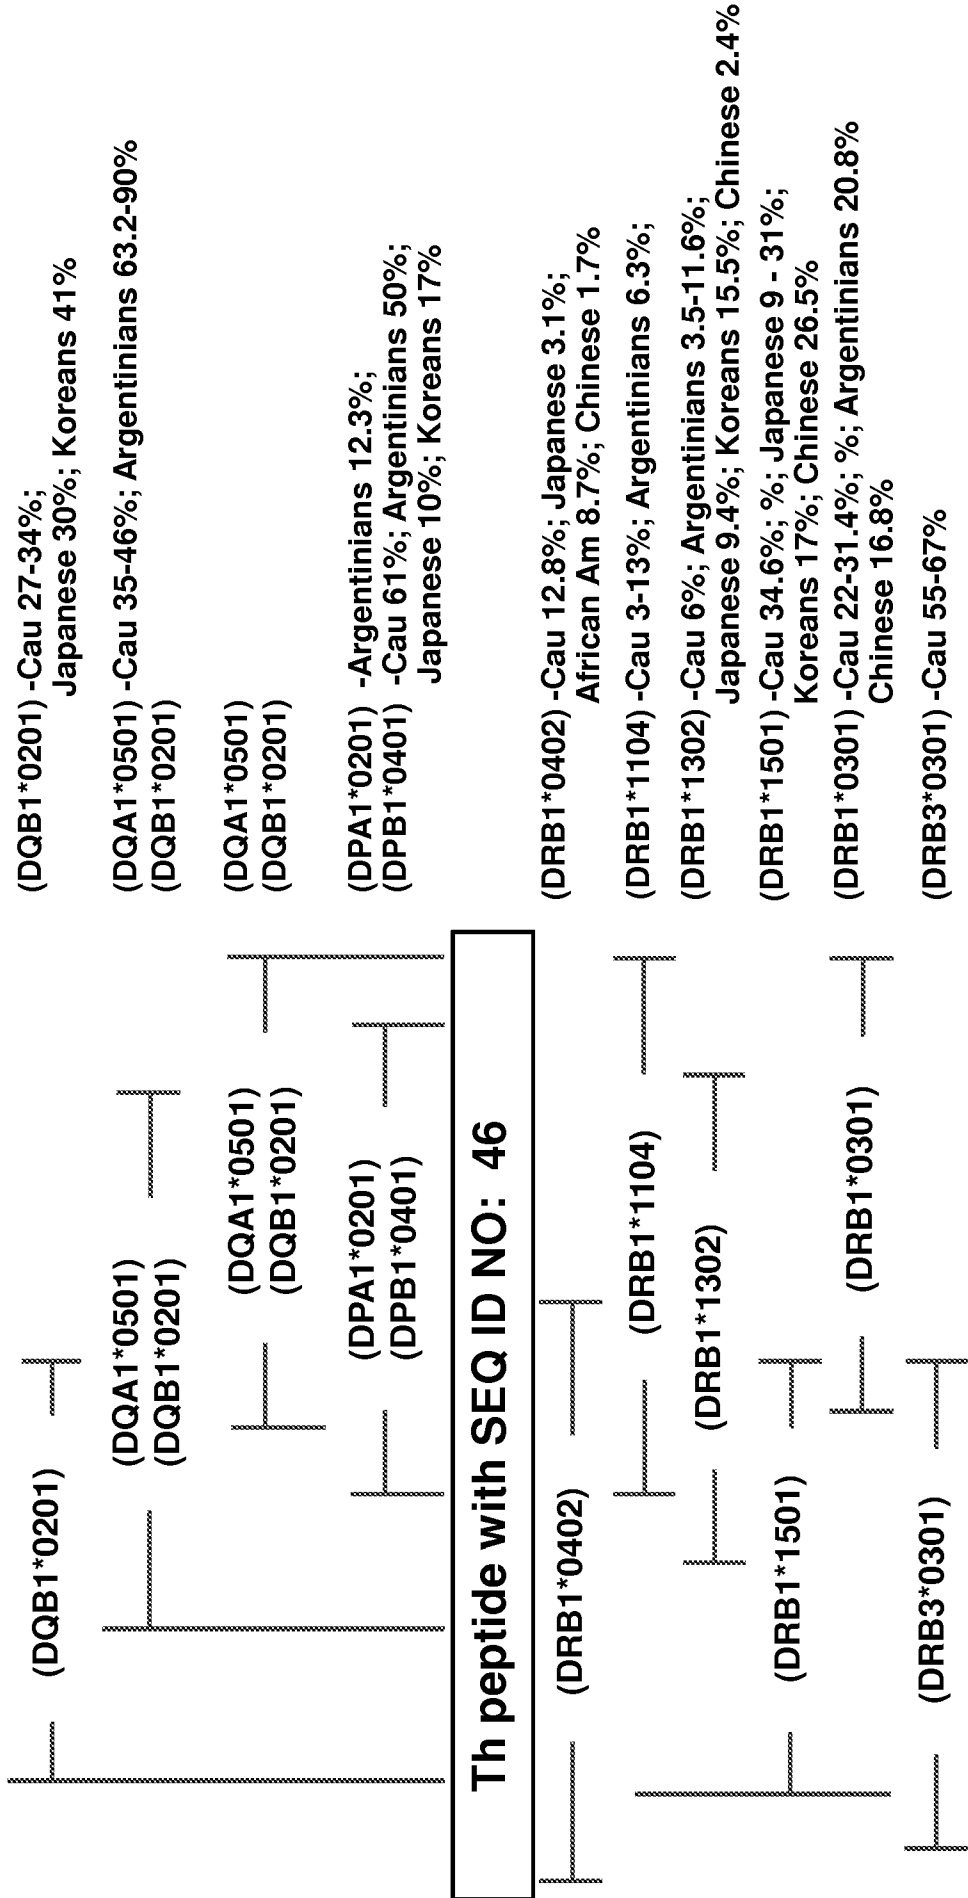 (DQB1*0201)
(DQA1*0501)
(DQB1*0201)
(DQA1*0501)
(DQB1*0201)
(DPA1*0201)
(DPB1*0401)
Th peptide with SEQ ID NO: 46
(DRB1*0402)
(DRB1*1104)
(DRB1*1302)
(DRB1*1501)
(DRB1*0301)
(DRB3*0301)
(DQB1*0201) -Cau 27-34%;
Japanese 30%; Koreans 41%
(DQA1*0501) -Cau 35-46%; Argentinians 63.2-90%
(DQB1*0201)
(DQA1*0501)
(DQB1*0201)
(DPA1*0201) -Argentinians 12.3%;
(DPB1*0401) -Cau 61%; Argentinians 50%;
Japanese 10%; Koreans 17%
(DRB1*0402) -Cau 12.8%; Japanese 3.1%;
African Am 8.7%; Chinese 1.7%
(DRB1*1104) -Cau 3-13%; Argentinians 6.3%;
(DRB1*1302) -Cau 6%; Argentinians 3.5-11.6%;
Japanese 9.4%; Koreans 15.5%; Chinese 2.4%
(DRB1*1501) -Cau 34.6%; %; Japanese 9 - 31%;
Koreans 17%; Chinese 26.5%
(DRB1*0301) -Cau 22-31.4%; %; Argentinians 20.8%
Chinese 16.8%
(DRB3*0301) -Cau 55-67%